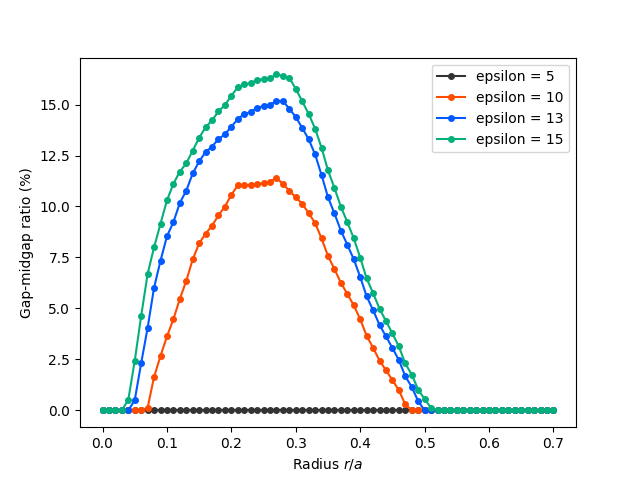 epsilon = 5
epsilon = 10
epsilon = 13
epsilon = 15
Gap-midgap ratio (%)
15.0
12.5
10.0
7.5
5.0
2.5
0.0
0.0 0.1 0.2 0.3 0.4 0.5 0.6 0.7
Radius r/a